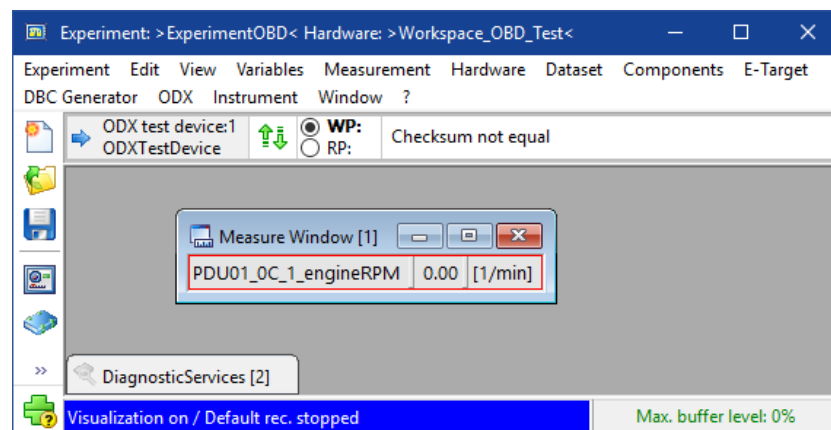 Experiment: >ExperimentOBD< Hardware: >Workspace_OBD_Test<
Experiment Edit View Variables Measurement Hardware Dataset Components E-Target
DBC Generator ODX Instrument Window ?
ODX test device:1
ODXTestDevice
WP:
RP:
Checksum not equal
Measure Window [1]
PDU01_0C_1_engineRPM 0.00 [1/min]
DiagnosticServices [2]
Visualization on / Default rec. stopped
Max. buffer level: 0%